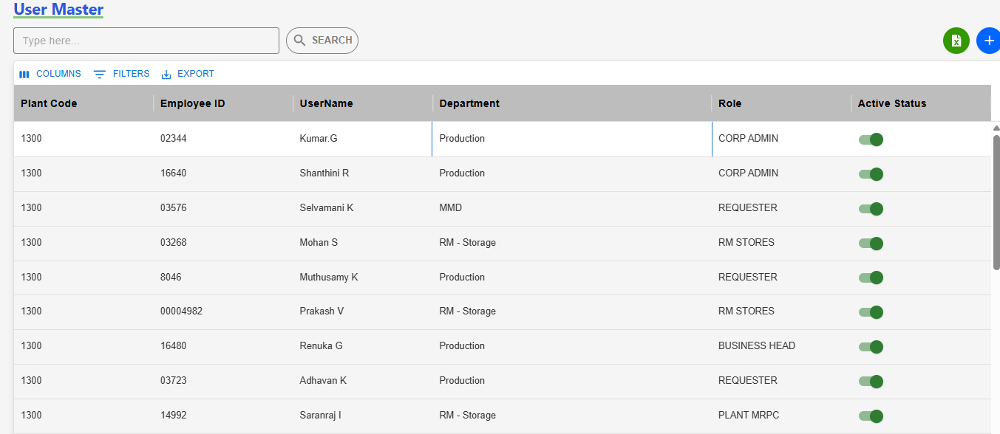 User Master
Type here...
SEARCH
COLUMNS FILTERS EXPORT
Plant Code Employee ID UserName Department Role Active Status
1300 02344 Kumar.G Production CORP ADMIN
1300 16640 Shanthini R Production CORP ADMIN
1300 03576 Selvamani K MMD REQUESTER
1300 03268 Mohan S RM - Storage RM STORES
1300 8046 Muthusamy K Production REQUESTER
1300 00004982 Prakash V RM - Storage RM STORES
1300 16480 Renuka G Production BUSINESS HEAD
1300 03723 Adhavan K Production REQUESTER
1300 14992 Saranraj I RM - Storage PLANT MRPC